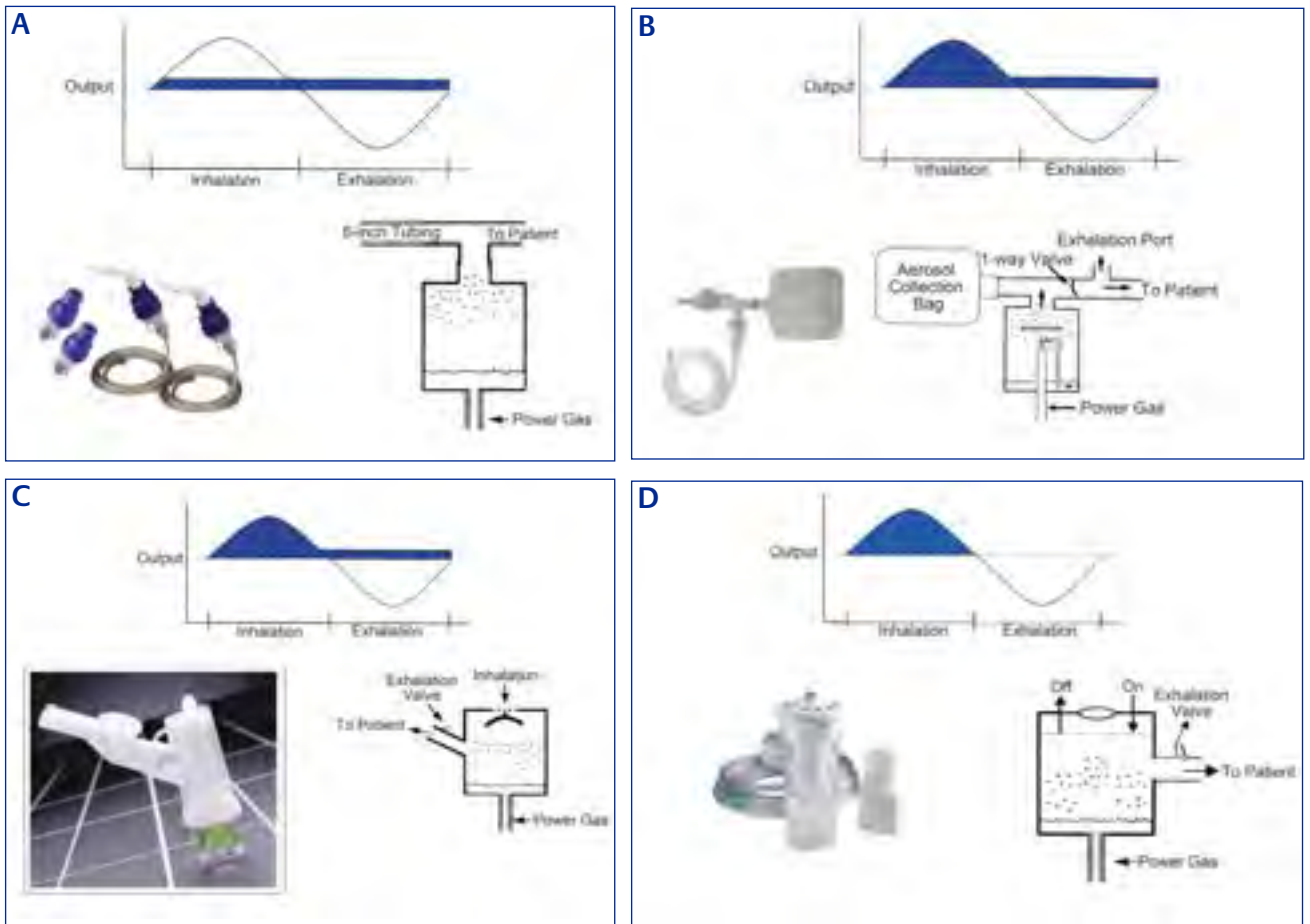 A
Output
Inhalation
Exhalation
6-inch Tubing
To Patient
Power Gas
B
Output
Inhalation
Exhalation
Exhalation Port
1-way Valve
Aerosol
Collection
Bag
To Patient
Power Gas
C
Output
Inhalation
Exhalation
Exhalation
Valve
Inhalation
To Patient
Power Gas
D
Output
Inhalation
Exhalation
Off
On
Exhalation
Valve
To Patient
Power Gas